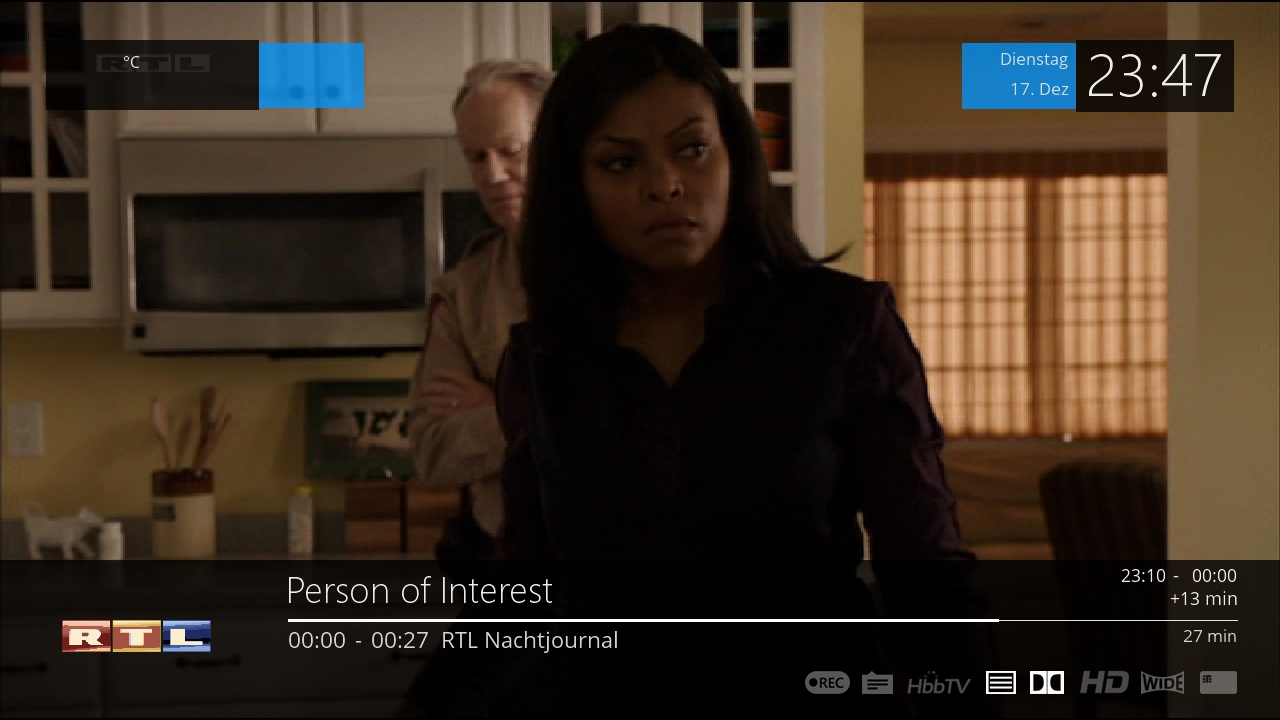 RTL
°C
Dienstag
17. Dez
23:47
Person of Interest
23:10 - 00:00
+13 min
RTL
00:00 - 00:27 RTL Nachtjournal
27 min
REC
HbbTV
HD
WIDE